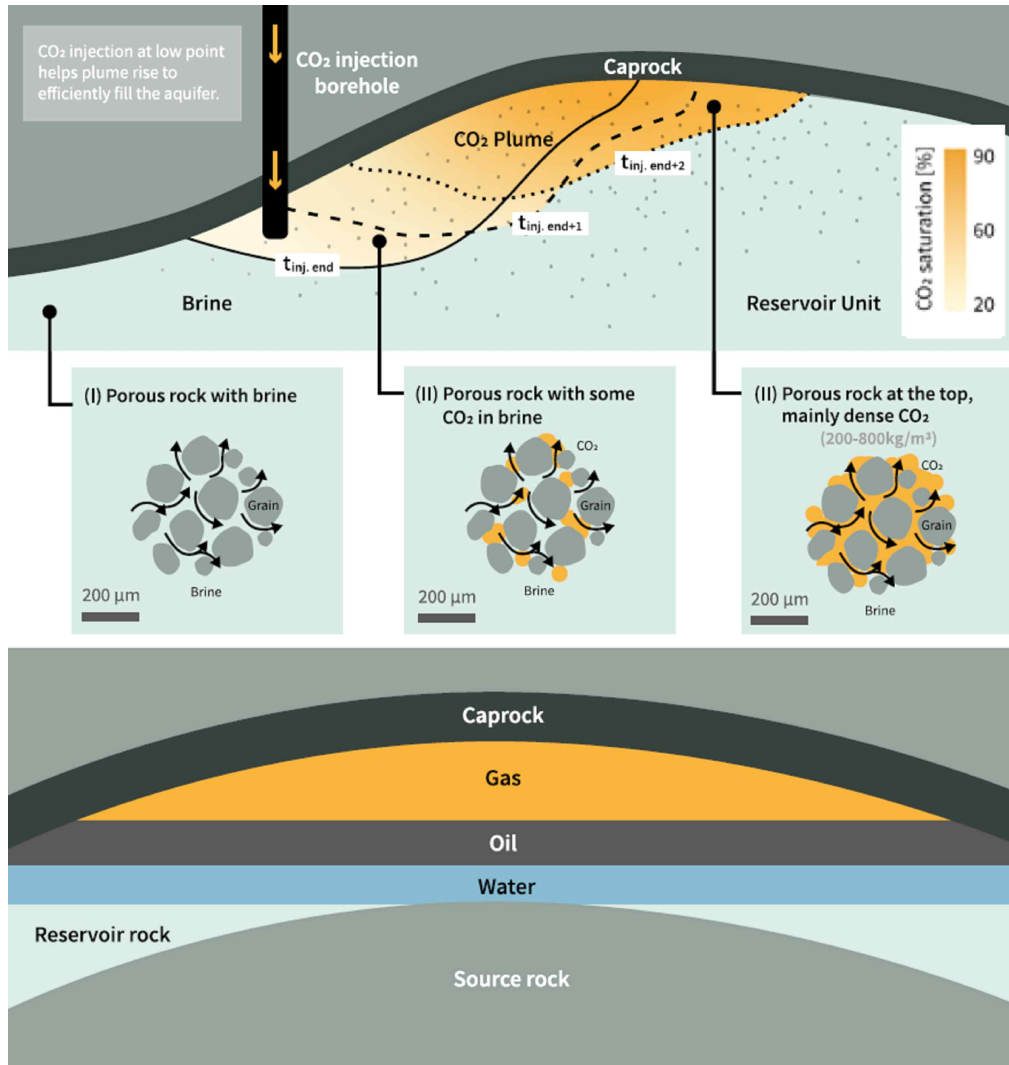 CO₂ injection at low point
helps plume rise to
efficiently fill the aquifer.
CO₂ injection
borehole
Caprock
CO₂ Plume
t inj. end+2
t inj. end+1
t inj. end
Brine
Reservoir Unit
CO₂ saturation [%]
90
60
20
(I) Porous rock with brine
Grain
Brine
200 µm
(II) Porous rock with some
CO₂ in brine
CO₂
Grain
Brine
200 µm
(II) Porous rock at the top,
mainly dense CO₂
(200-800kg/m³)
CO₂
Grain
Brine
200 µm
Caprock
Gas
Oil
Water
Reservoir rock
Source rock